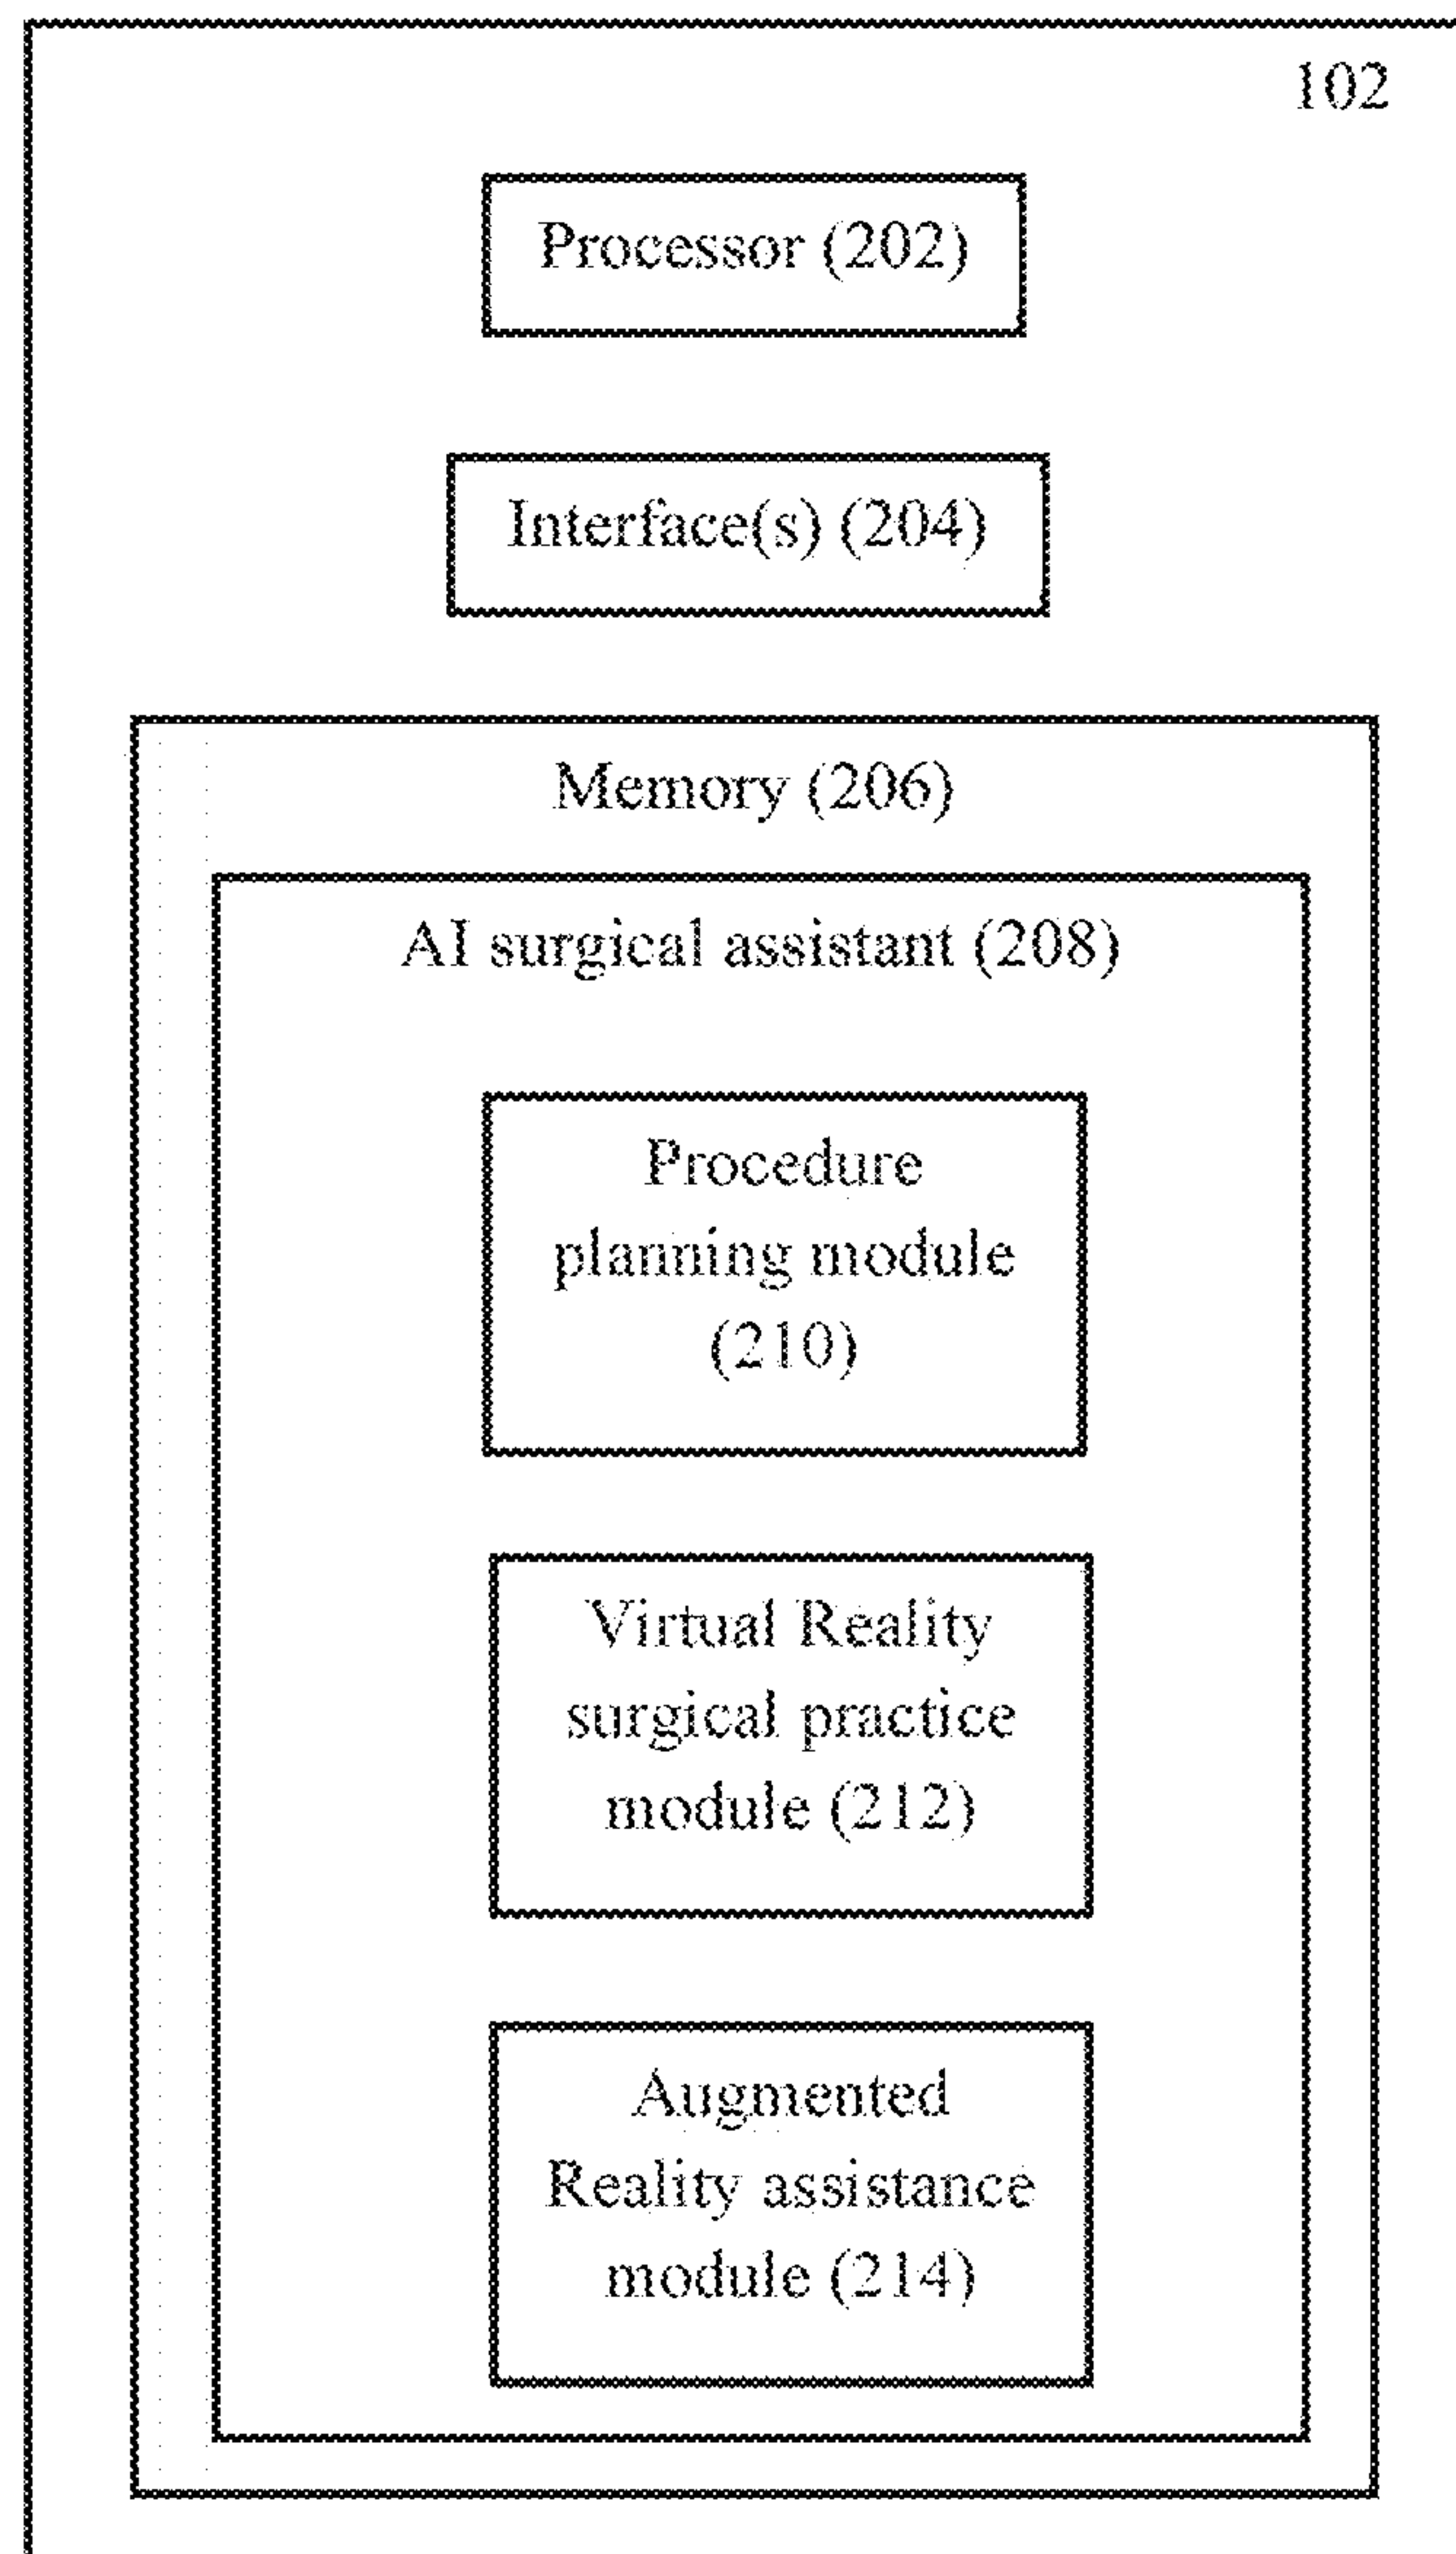 102
Processor (202)
Interface(s) (204)
Memory (206)
AI surgical assistant (208)
Procedure
planning module
(210)
Virtual Reality
surgical practice
module (212)
Augmented
Reality assistance
module (214)